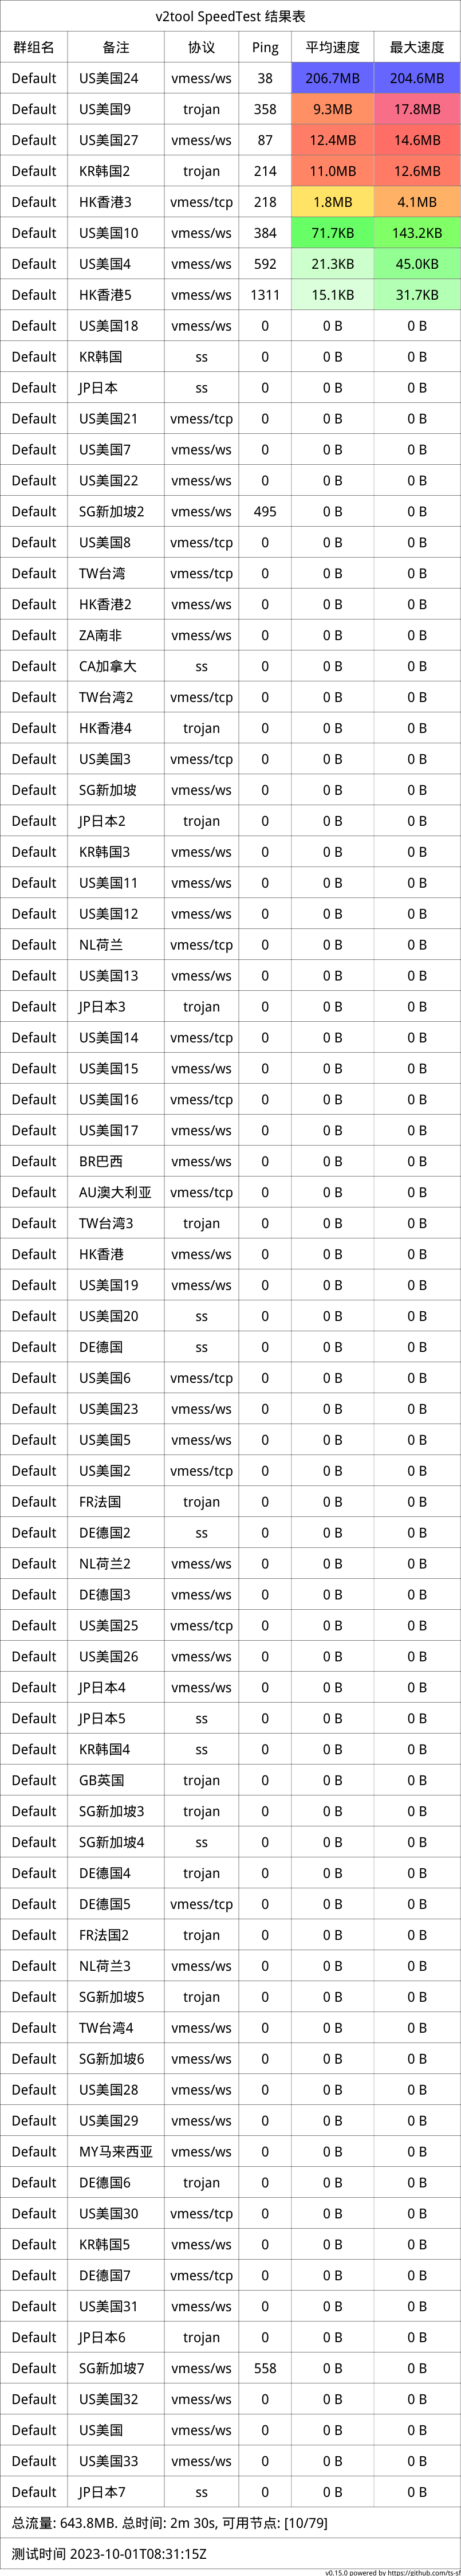 v2tool SpeedTest 结果表
群组名 备注 协议 Ping 平均速度 最大速度
Default US美国24 vmess/ws 38 206.7MB 204.6MB
Default US美国9 trojan 358 9.3MB 17.8MB
Default US美国27 vmess/ws 87 12.4MB 14.6MB
Default KR韩国2 trojan 214 11.0MB 12.6MB
Default HK香港3 vmess/tcp 218 1.8MB 4.1MB
Default US美国10 vmess/ws 384 71.7KB 143.2KB
Default US美国4 vmess/ws 592 21.3KB 45.0KB
Default HK香港5 vmess/ws 1311 15.1KB 31.7KB
Default US美国18 vmess/ws 0 0 B 0 B
Default KR韩国 ss 0 0 B 0 B
Default JP日本 ss 0 0 B 0 B
Default US美国21 vmess/tcp 0 0 B 0 B
Default US美国7 vmess/ws 0 0 B 0 B
Default US美国22 vmess/ws 0 0 B 0 B
Default SG新加坡2 vmess/ws 495 0 B 0 B
Default US美国8 vmess/tcp 0 0 B 0 B
Default TW台湾 vmess/tcp 0 0 B 0 B
Default HK香港2 vmess/ws 0 0 B 0 B
Default ZA南非 vmess/ws 0 0 B 0 B
Default CA加拿大 ss 0 0 B 0 B
Default TW台湾2 vmess/tcp 0 0 B 0 B
Default HK香港4 trojan 0 0 B 0 B
Default US美国3 vmess/tcp 0 0 B 0 B
Default SG新加坡 vmess/ws 0 0 B 0 B
Default JP日本2 trojan 0 0 B 0 B
Default KR韩国3 vmess/ws 0 0 B 0 B
Default US美国11 vmess/ws 0 0 B 0 B
Default US美国12 vmess/ws 0 0 B 0 B
Default NL荷兰 vmess/tcp 0 0 B 0 B
Default US美国13 vmess/ws 0 0 B 0 B
Default JP日本3 trojan 0 0 B 0 B
Default US美国14 vmess/tcp 0 0 B 0 B
Default US美国15 vmess/ws 0 0 B 0 B
Default US美国16 vmess/tcp 0 0 B 0 B
Default US美国17 vmess/ws 0 0 B 0 B
Default BR巴西 vmess/ws 0 0 B 0 B
Default AU澳大利亚 vmess/tcp 0 0 B 0 B
Default TW台湾3 trojan 0 0 B 0 B
Default HK香港 vmess/ws 0 0 B 0 B
Default US美国19 vmess/ws 0 0 B 0 B
Default US美国20 ss 0 0 B 0 B
Default DE德国 ss 0 0 B 0 B
Default US美国6 vmess/tcp 0 0 B 0 B
Default US美国23 vmess/ws 0 0 B 0 B
Default US美国5 vmess/ws 0 0 B 0 B
Default US美国2 vmess/tcp 0 0 B 0 B
Default FR法国 trojan 0 0 B 0 B
Default DE德国2 ss 0 0 B 0 B
Default NL荷兰2 vmess/ws 0 0 B 0 B
Default DE德国3 vmess/ws 0 0 B 0 B
Default US美国25 vmess/tcp 0 0 B 0 B
Default US美国26 vmess/ws 0 0 B 0 B
Default JP日本4 vmess/ws 0 0 B 0 B
Default JP日本5 ss 0 0 B 0 B
Default KR韩国4 ss 0 0 B 0 B
Default GB英国 trojan 0 0 B 0 B
Default SG新加坡3 trojan 0 0 B 0 B
Default SG新加坡4 ss 0 0 B 0 B
Default DE德国4 trojan 0 0 B 0 B
Default DE德国5 vmess/tcp 0 0 B 0 B
Default FR法国2 trojan 0 0 B 0 B
Default NL荷兰3 vmess/ws 0 0 B 0 B
Default SG新加坡5 trojan 0 0 B 0 B
Default TW台湾4 vmess/ws 0 0 B 0 B
Default SG新加坡6 vmess/ws 0 0 B 0 B
Default US美国28 vmess/ws 0 0 B 0 B
Default US美国29 vmess/ws 0 0 B 0 B
Default MY马来西亚 vmess/ws 0 0 B 0 B
Default DE德国6 trojan 0 0 B 0 B
Default US美国30 vmess/tcp 0 0 B 0 B
Default KR韩国5 vmess/ws 0 0 B 0 B
Default DE德国7 vmess/tcp 0 0 B 0 B
Default US美国31 vmess/ws 0 0 B 0 B
Default JP日本6 trojan 0 0 B 0 B
Default SG新加坡7 vmess/ws 558 0 B 0 B
Default US美国32 vmess/ws 0 0 B 0 B
Default US美国 vmess/ws 0 0 B 0 B
Default US美国33 vmess/ws 0 0 B 0 B
Default JP日本7 ss 0 0 B 0 B
总流量: 643.8MB. 总时间: 2m 30s, 可用节点: [10/79]
测试时间 2023-10-01T08:31:15Z
v0.15.0 powered by https://github.com/ts-sf